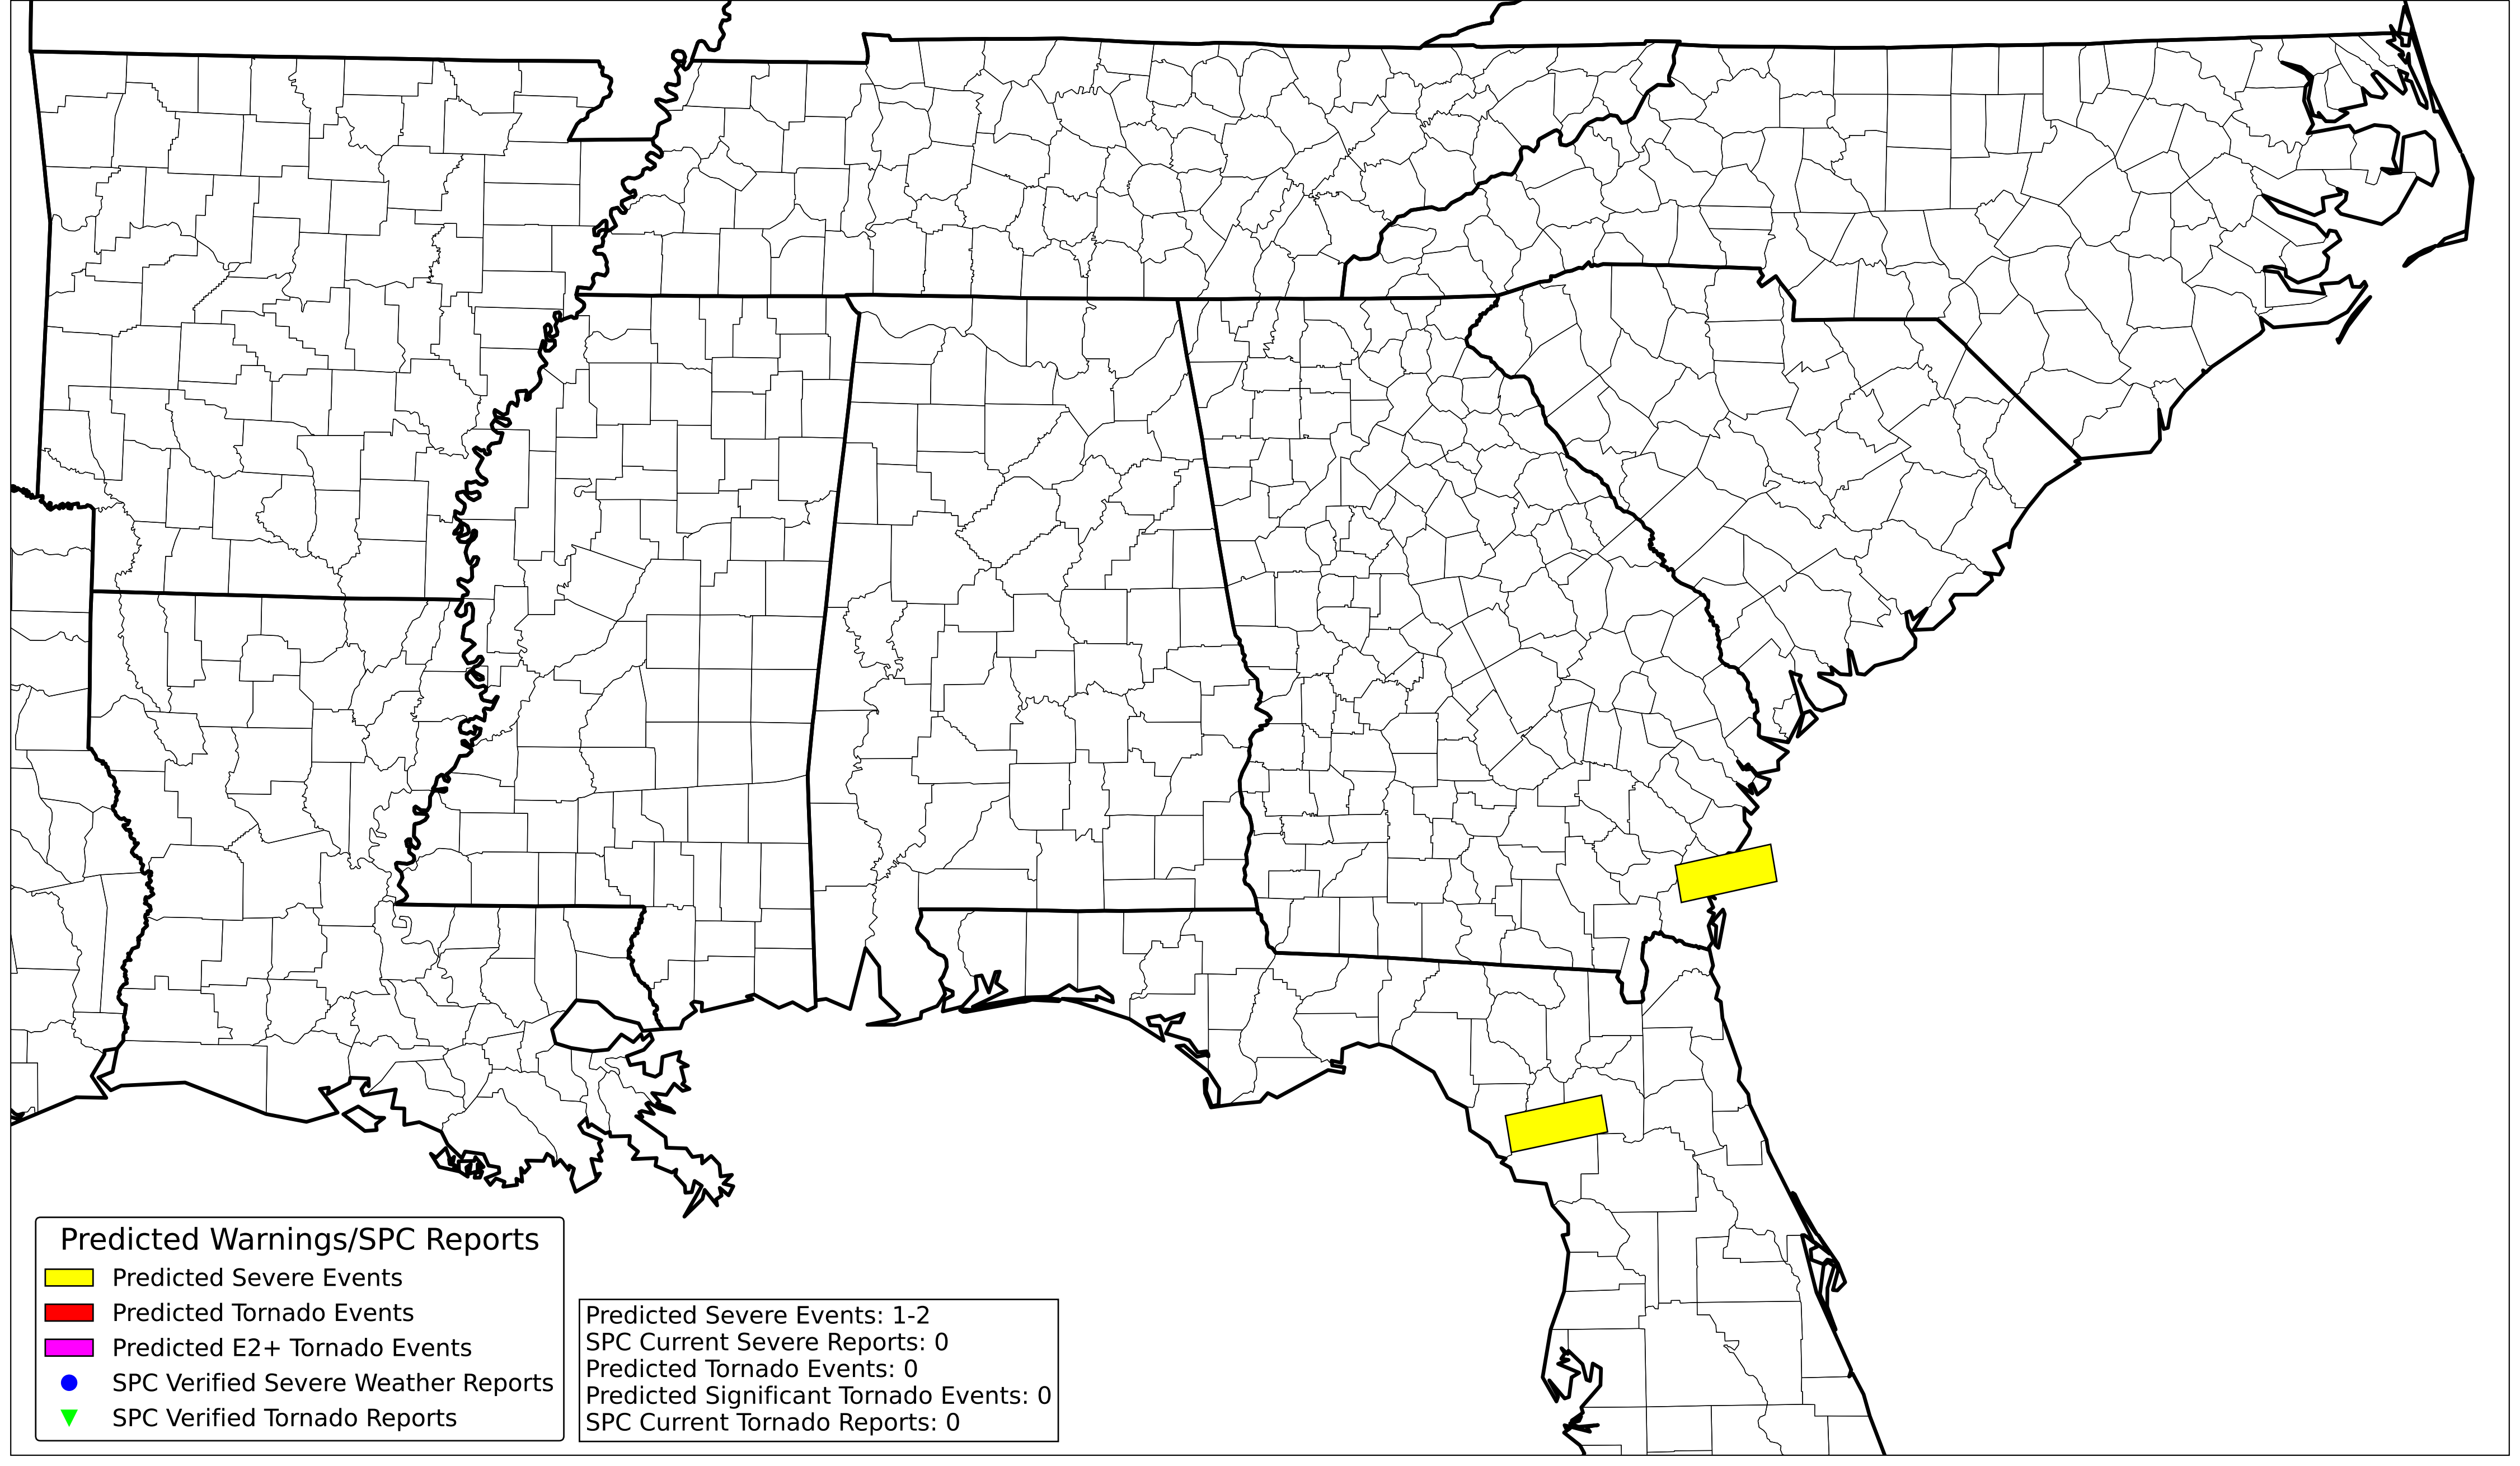 Predicted Warnings/SPC Reports
Predicted Severe Events
Predicted Tornado Events
Predicted E2+ Tornado Events
SPC Verified Severe Weather Reports
SPC Verified Tornado Reports
Predicted Severe Events: 1-2
SPC Current Severe Reports: 0
Predicted Tornado Events: 0
Predicted Significant Tornado Events: 0
SPC Current Tornado Reports: 0